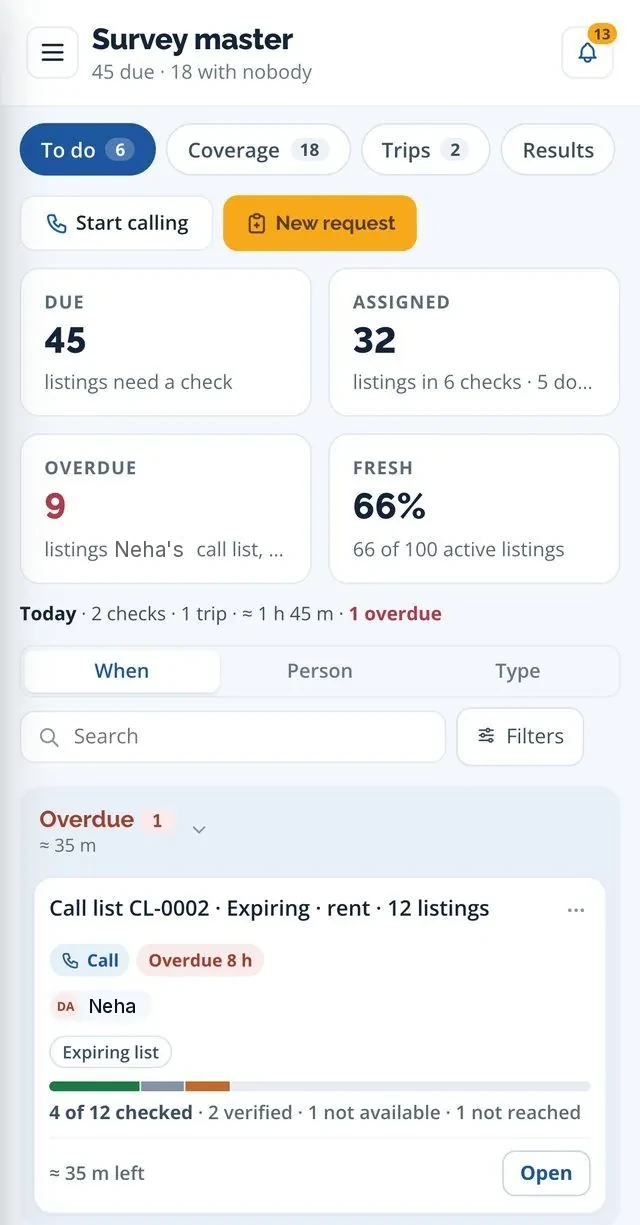 Survey master
13
45 due · 18 with nobody
To do 6 Coverage 18 Trips 2 Results
Start calling New request
DUE
45
listings need a check
ASSIGNED
32
listings in 6 checks · 5 do...
OVERDUE
9
listings Neha's call list, ...
FRESH
66%
66 of 100 active listings
Today · 2 checks · 1 trip · ≈ 1 h 45 m · 1 overdue
When Person Type
Search Filters
Overdue 1
≈ 35 m
Call list CL-0002 · Expiring · rent · 12 listings
Call Overdue 8 h
DA Neha
Expiring list
4 of 12 checked · 2 verified · 1 not available · 1 not reached
≈ 35 m left Open